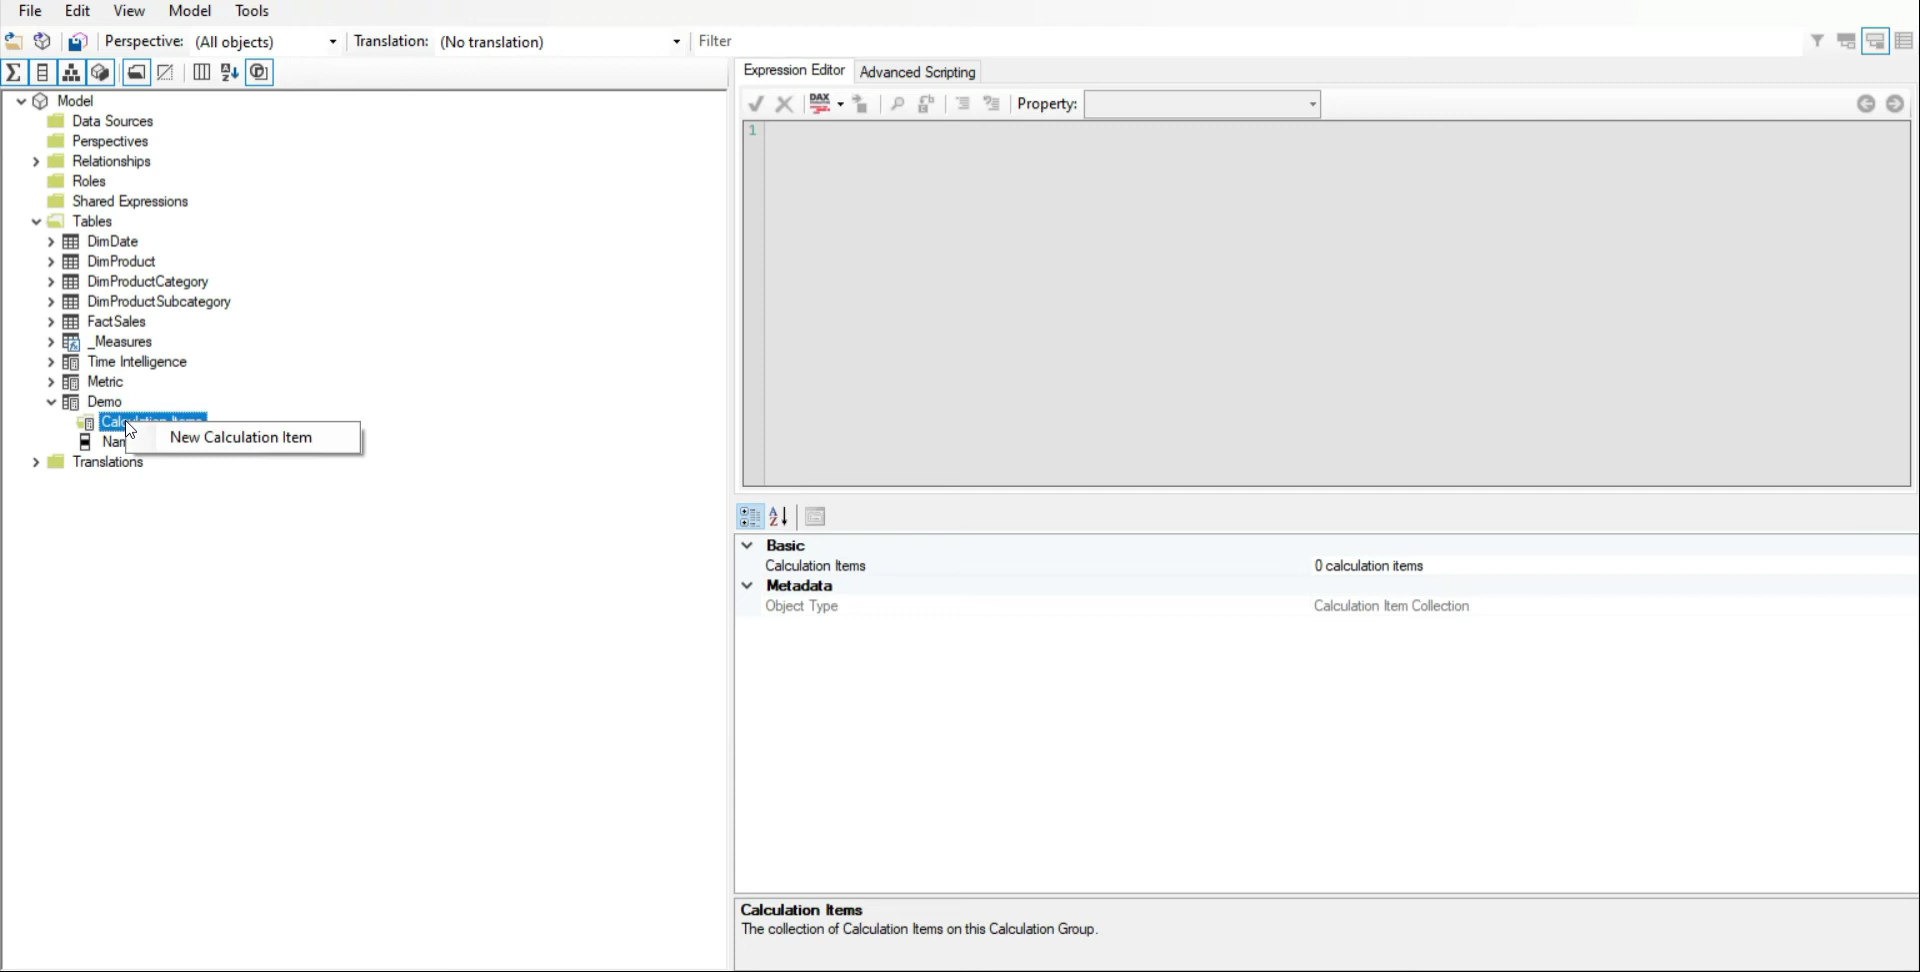 File Edit View Model Tools
Perspective: (All objects) Translation: (No translation) Filter
Expression Editor Advanced Scripting
DAX Property:
1
Model
Data Sources
Perspectives
Relationships
Roles
Shared Expressions
Tables
DimDate
DimProduct
DimProductCategory
DimProductSubcategory
FactSales
_Measures
Time Intelligence
Metric
Demo
New Calculation Item
Translations
Basic
Calculation Items 0 calculation items
Metadata
Object Type Calculation Item Collection
Calculation Items
The collection of Calculation Items on this Calculation Group.